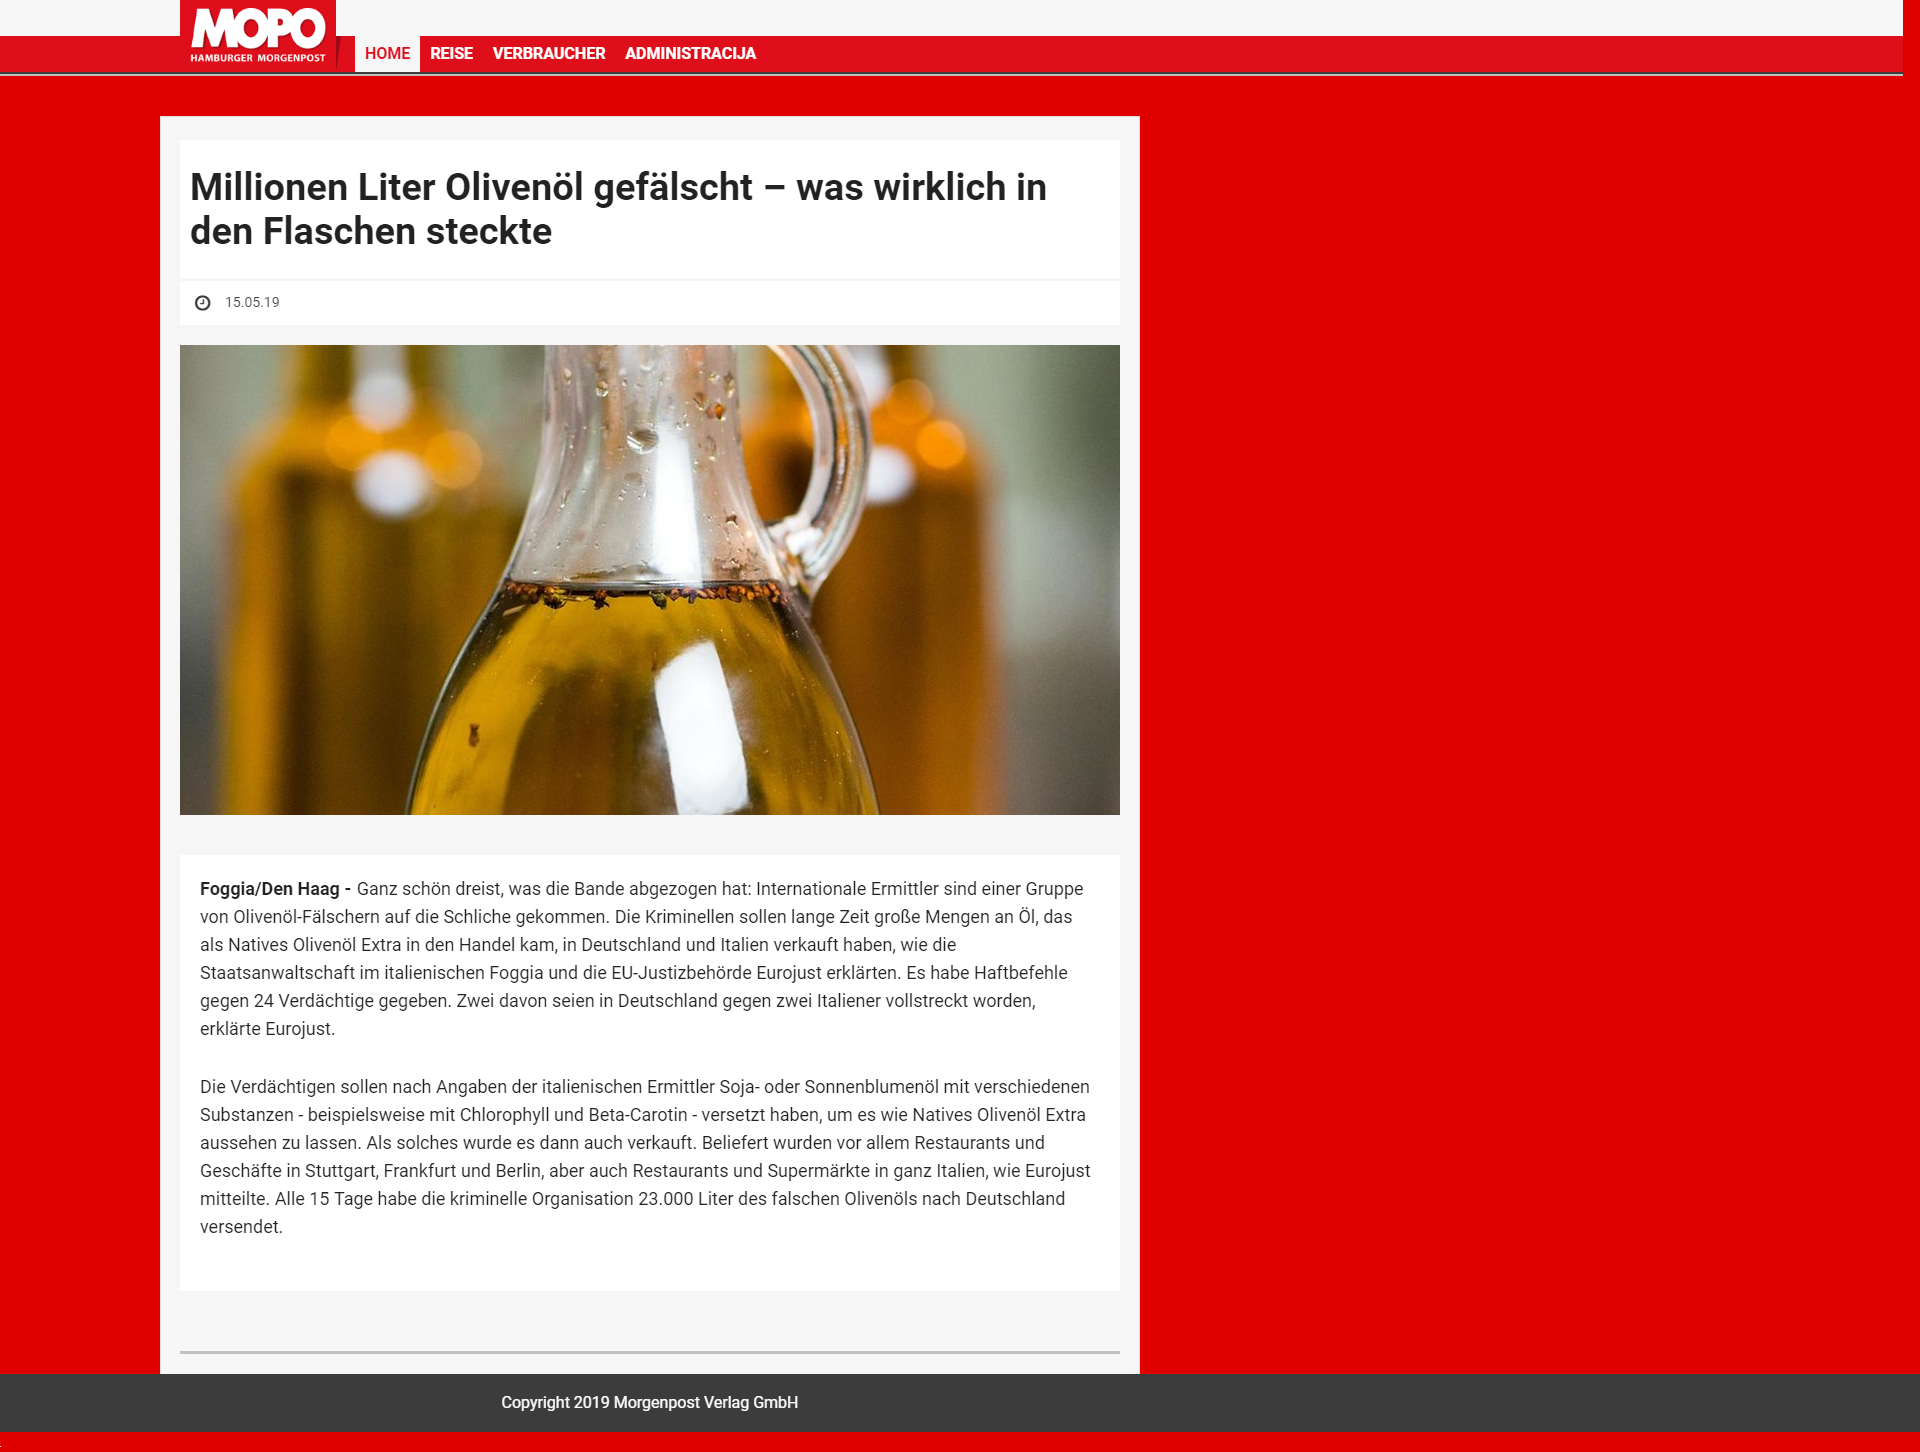 MOPO
HAMBURGER MORGENPOST
HOME REISE VERBRAUCHER ADMINISTRACIJA
Millionen Liter Olivenöl gefälscht – was wirklich in
den Flaschen steckte
15.05.19
Foggia/Den Haag - Ganz schön dreist, was die Bande abgezogen hat: Internationale Ermittler sind einer Gruppe
von Olivenöl-Fälschern auf die Schliche gekommen. Die Kriminellen sollen lange Zeit große Mengen an Öl, das
als Natives Olivenöl Extra in den Handel kam, in Deutschland und Italien verkauft haben, wie die
Staatsanwaltschaft im italienischen Foggia und die EU-Justizbehörde Eurojust erklärten. Es habe Haftbefehle
gegen 24 Verdächtige gegeben. Zwei davon seien in Deutschland gegen zwei Italiener vollstreckt worden,
erklärte Eurojust.
Die Verdächtigen sollen nach Angaben der italienischen Ermittler Soja- oder Sonnenblumenöl mit verschiedenen
Substanzen - beispielsweise mit Chlorophyll und Beta-Carotin - versetzt haben, um es wie Natives Olivenöl Extra
aussehen zu lassen. Als solches wurde es dann auch verkauft. Beliefert wurden vor allem Restaurants und
Geschäfte in Stuttgart, Frankfurt und Berlin, aber auch Restaurants und Supermärkte in ganz Italien, wie Eurojust
mitteilte. Alle 15 Tage habe die kriminelle Organisation 23.000 Liter des falschen Olivenöls nach Deutschland
versendet.
Copyright 2019 Morgenpost Verlag GmbH